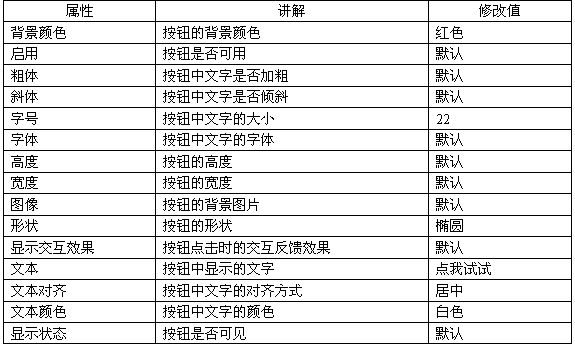 属性 讲解 修改值
背景颜色 按钮的背景颜色 红色
启用 按钮是否可用 默认
粗体 按钮中文字是否加粗 默认
斜体 按钮中文字是否倾斜 默认
字号 按钮中文字的大小 22
字体 按钮中文字的字体 默认
高度 按钮的高度 默认
宽度 按钮的宽度 默认
图像 按钮的背景图片 默认
形状 按钮的形状 椭圆
显示交互效果 按钮点击时的交互反馈效果 默认
文本 按钮中显示的文字 点我试试
文本对齐 按钮中文字的对齐方式 居中
文本颜色 按钮中文字的颜色 白色
显示状态 按钮是否可见 默认